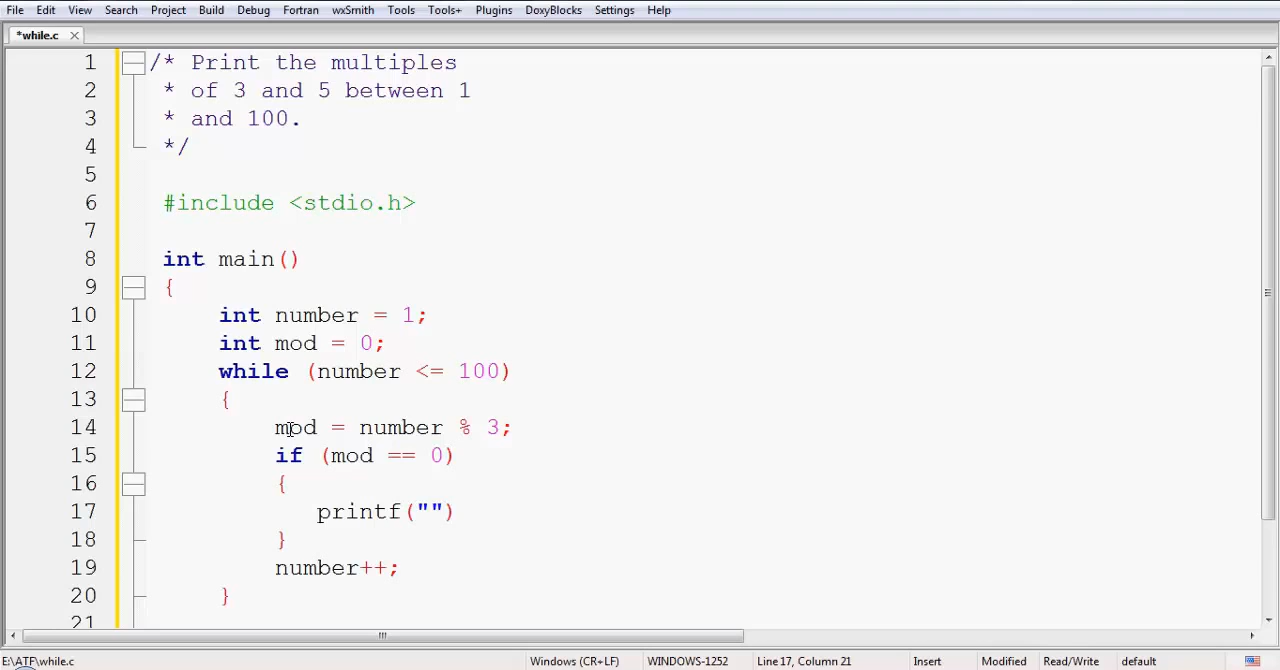 File Edit View Search Project Build Debug Fortran wxSmith Tools Tools+ Plugins DoxyBlocks Settings Help
*while.c
1 /* Print the multiples
2 * of 3 and 5 between 1
3 * and 100.
4 */
5
6 #include <stdio.h>
7
8 int main()
9 {
10 int number = 1;
11 int mod = 0;
12 while (number <= 100)
13 {
14 mod = number % 3;
15 if (mod == 0)
16 {
17 printf("")
18 }
19 number++;
20 }
21
E:\ATF\while.c Windows (CR+LF) WINDOWS-1252 Line 17, Column 21 Insert Modified Read/Write default